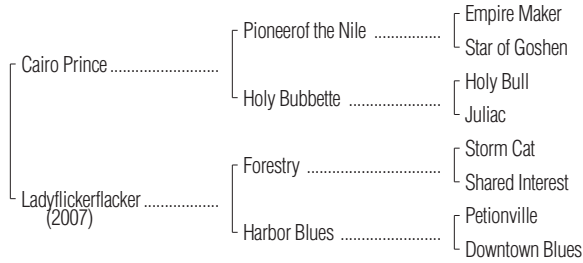 Empire Maker
Pioneerof the Nile ................
Star of Goshen
Cairo Prince ..........................
Holy Bull
Holy Bubbette ......................
Juliac
Storm Cat
Forestry ................................
Shared Interest
Ladyflickerflacker ..................
(2007)
Petionville
Harbor Blues ........................
Downtown Blues